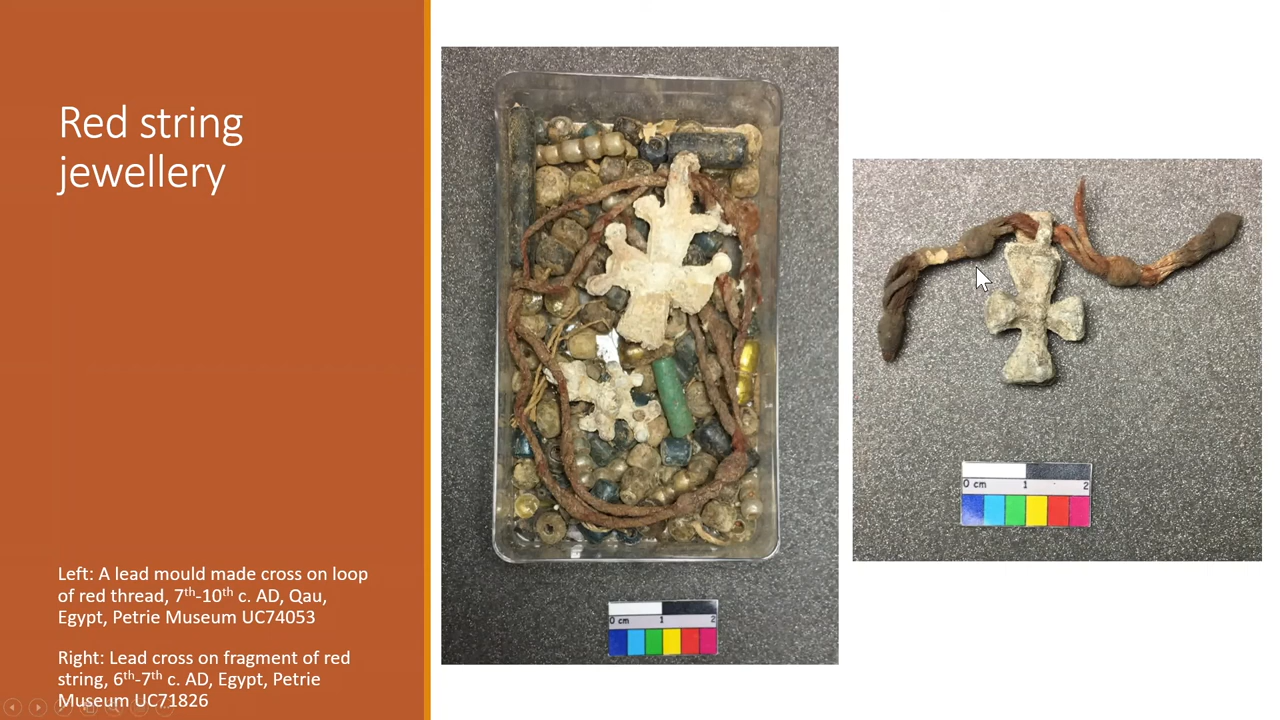 Red string
jewellery
Left: A lead mould made cross on loop
of red thread, 7th-10th c. AD, Qau,
Egypt, Petrie Museum UC74053
Right: Lead cross on fragment of red
string, 6th-7th c. AD, Egypt, Petrie
Museum UC71826
0 cm 1 2
0 cm 1 2